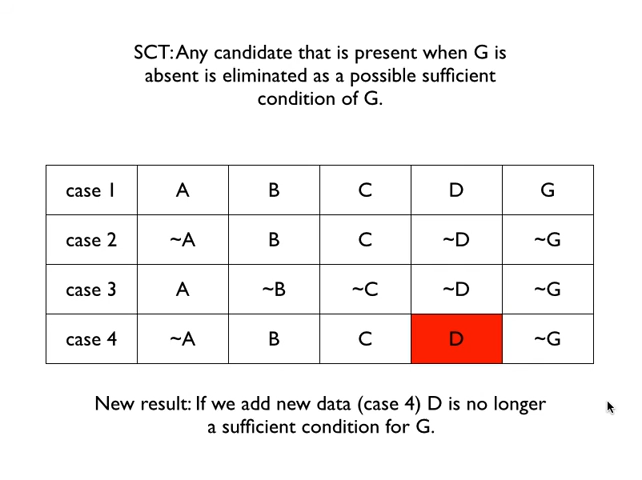 SCT: Any candidate that is present when G is
absent is eliminated as a possible sufficient
condition of G.
case 1 A B C D G
case 2 ~A B C ~D ~G
case 3 A ~B ~C ~D ~G
case 4 ~A B C D ~G
New result: If we add new data (case 4) D is no longer
a sufficient condition for G.